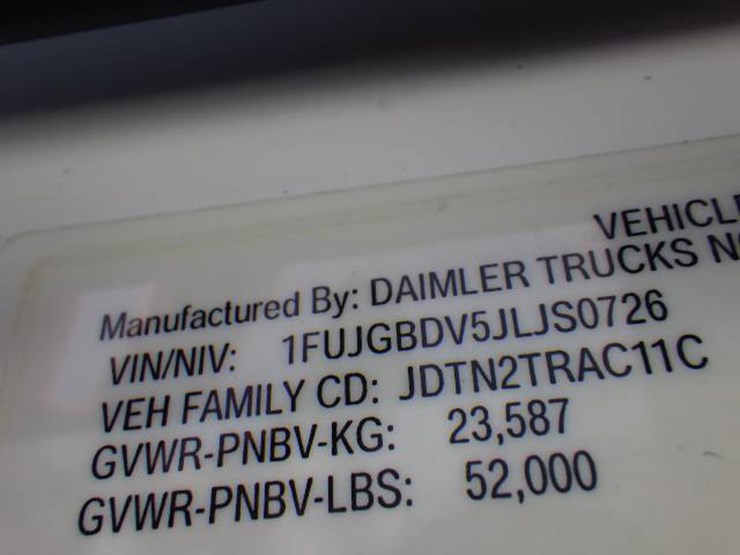 VEHICL
Manufactured By: DAIMLER TRUCKS N
VIN/NIV: 1FUJGBDV5JLJS0726
VEH FAMILY CD: JDTN2TRAC11C
GVWR-PNBV-KG: 23,587
GVWR-PNBV-LBS: 52,000